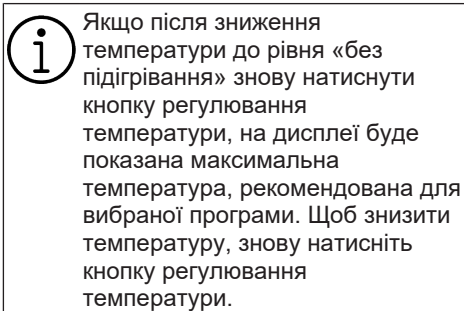 Якщо після зниження
температури до рівня «без
підігрівання» знову натиснути
кнопку регулювання
температури, на дисплеї буде
показана максимальна
температура, рекомендована для
вибраної програми. Щоб знизити
температуру, знову натисніть
кнопку регулювання
температури.